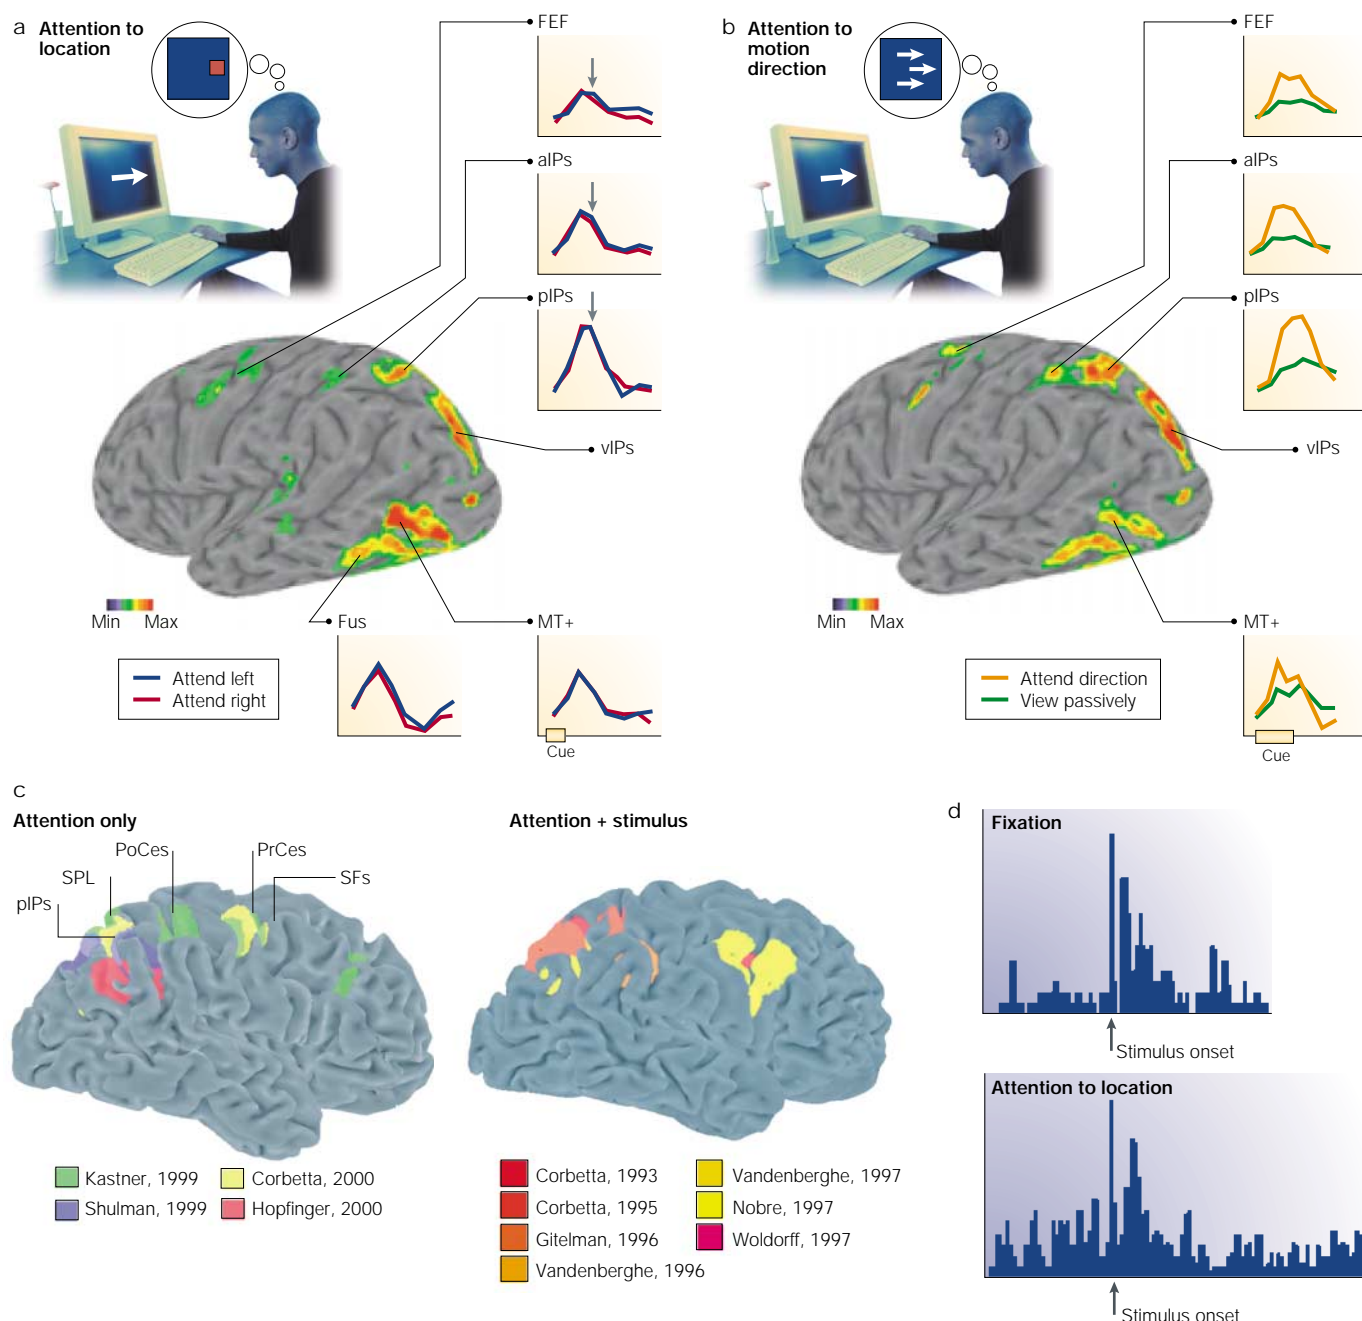 a
Attention to
location
FEF
aIPs
pIPs
vIPs
Min Max
Fus
MT+
Attend left
Attend right
Cue
b
Attention to
motion
direction
FEF
aIPs
pIPs
vIPs
Min Max
MT+
Attend direction
View passively
Cue
c
Attention only
PoCes
PrCes
SPL
SFs
pIPs
Kastner, 1999
Corbetta, 2000
Shulman, 1999
Hopfinger, 2000
Attention + stimulus
Corbetta, 1993
Vandenberghe, 1997
Corbetta, 1995
Nobre, 1997
Gitelman, 1996
Woldorff, 1997
Vandenberghe, 1996
d
Fixation
Stimulus onset
Attention to location
Stimulus onset